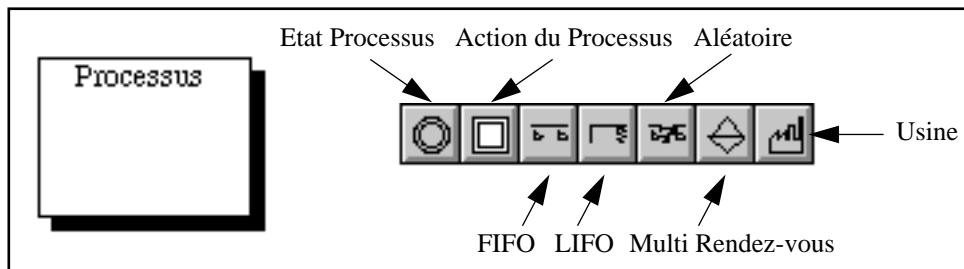 Etat Processus Action du Processus Aléatoire
Processus
Usine
FIFO LIFO Multi Rendez-vous